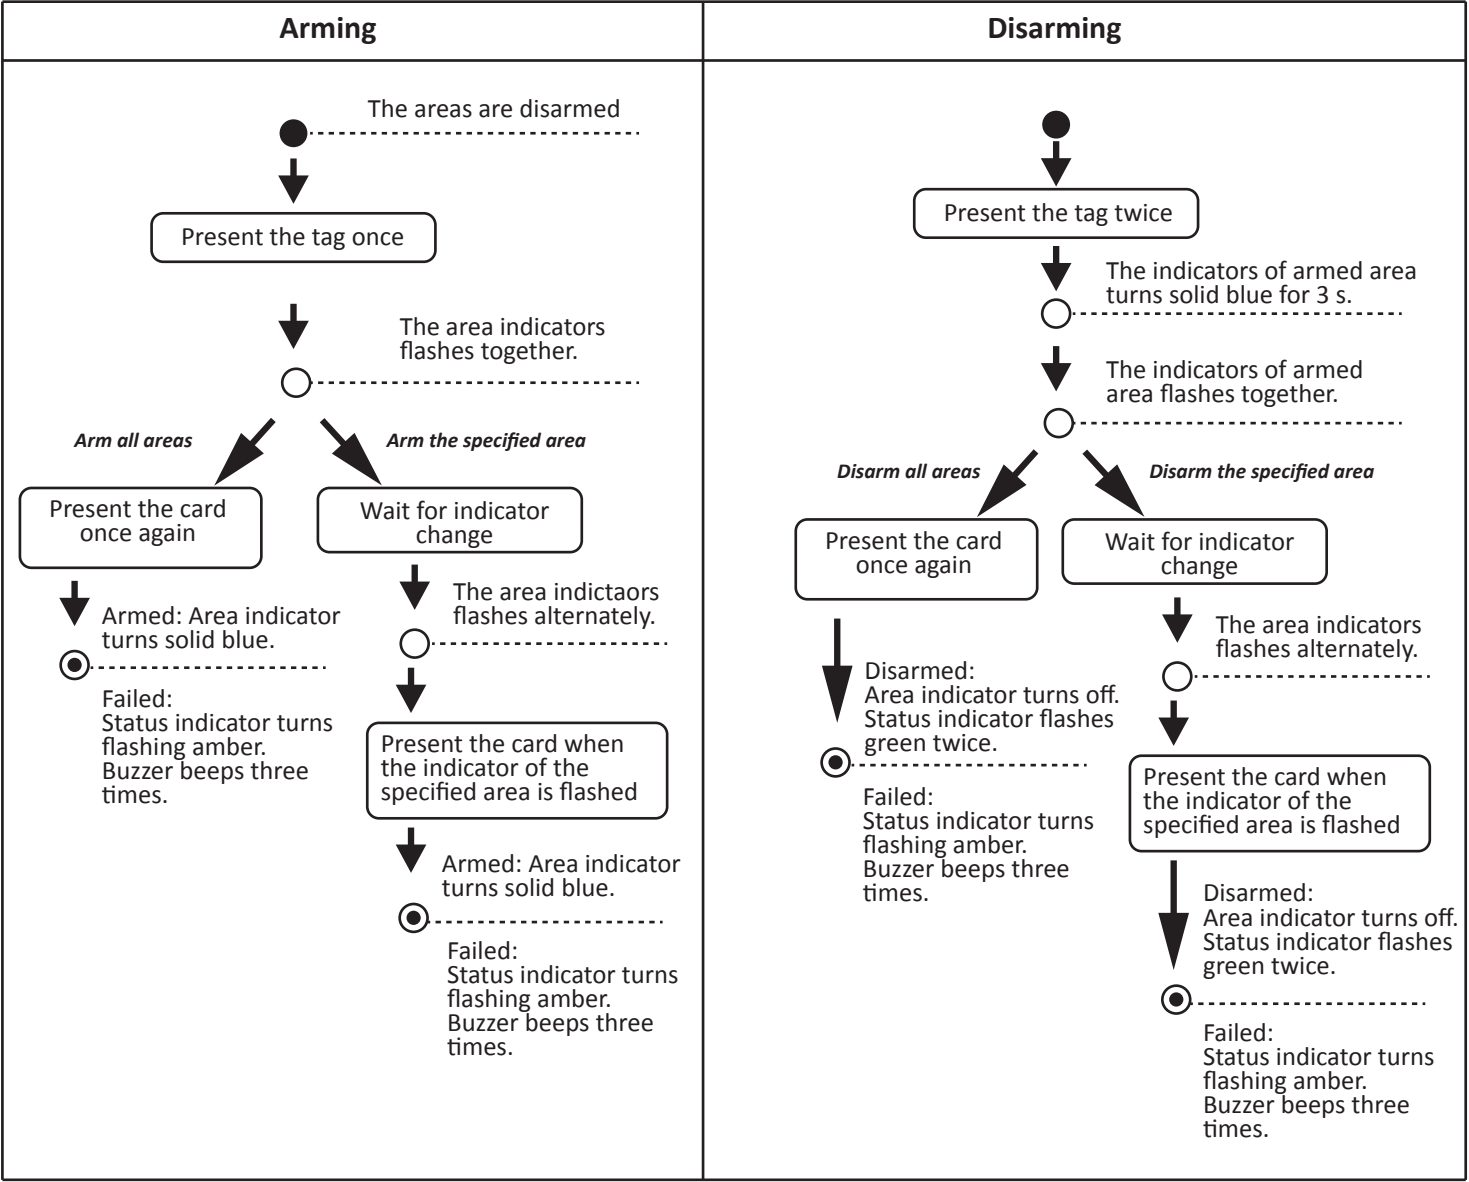 Arming
The areas are disarmed
Present the tag once
The area indicators
flashes together.
Arm all areas
Arm the specified area
Present the card
once again
Wait for indicator
change
Armed: Area indicator
turns solid blue.
Failed:
Status indicator turns
flashing amber.
Buzzer beeps three
times.
The area indictaors
flashes alternately.
Present the card when
the indicator of the
specified area is flashed
Armed: Area indicator
turns solid blue.
Failed:
Status indicator turns
flashing amber.
Buzzer beeps three
times.
Disarming
Present the tag twice
The indicators of armed area
turns solid blue for 3 s.
The indicators of armed
area flashes together.
Disarm all areas
Disarm the specified area
Present the card
once again
Wait for indicator
change
Disarmed:
Area indicator turns off.
Status indicator flashes
green twice.
Failed:
Status indicator turns
flashing amber.
Buzzer beeps three
times.
The area indicators
flashes alternately.
Present the card when
the indicator of the
specified area is flashed
Disarmed:
Area indicator turns off.
Status indicator flashes
green twice.
Failed:
Status indicator turns
flashing amber.
Buzzer beeps three
times.